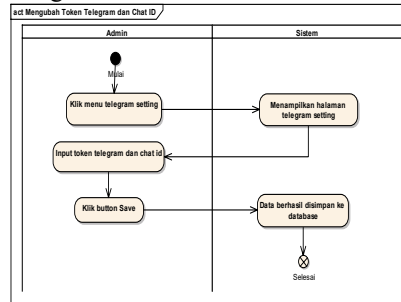 act Mengubah Token Telegram dan Chat ID
Admin
Sistem
Mulai
Klik menu telegram setting
Menampilkan halaman
telegram setting
Input token telegram dan chat id
Klik button Save
Data berhasil disimpan ke
database
Selesai